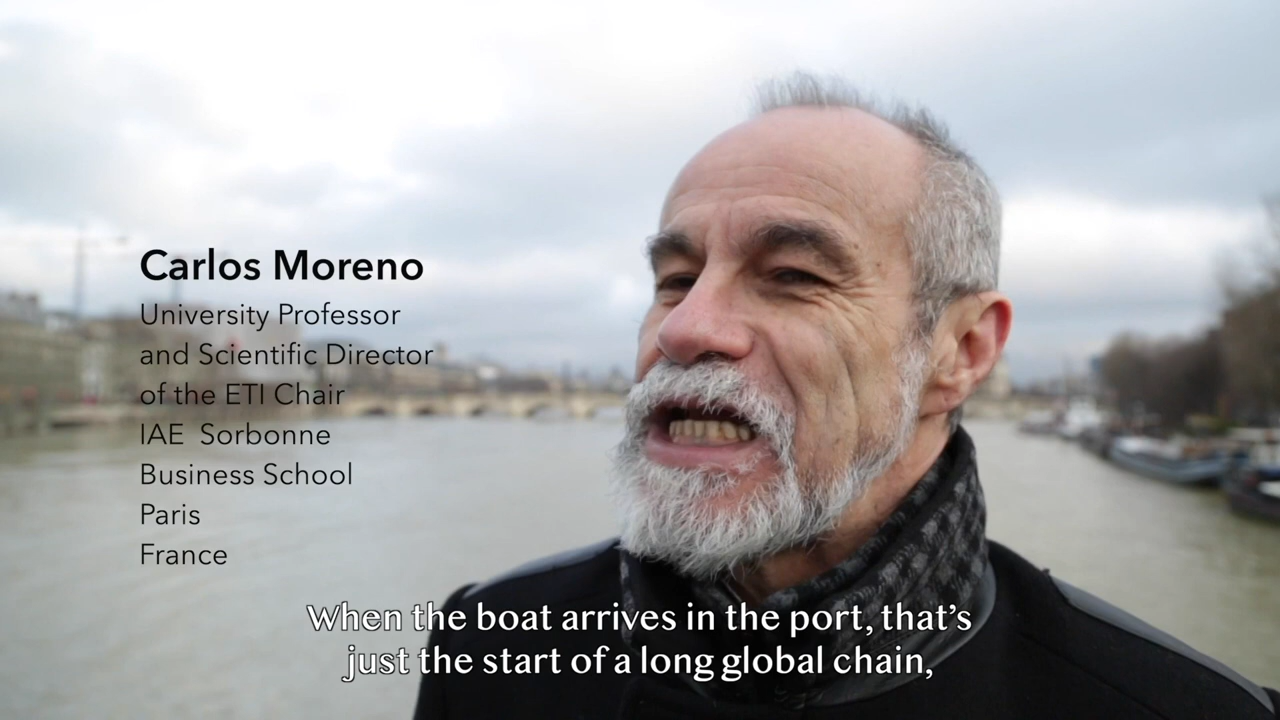 Carlos Moreno
University Professor
and Scientific Director
of the ETI Chair
IAE  Sorbonne
Business School
Paris
France
When the boat arrives in the port, that’s
just the start of a long global chain,